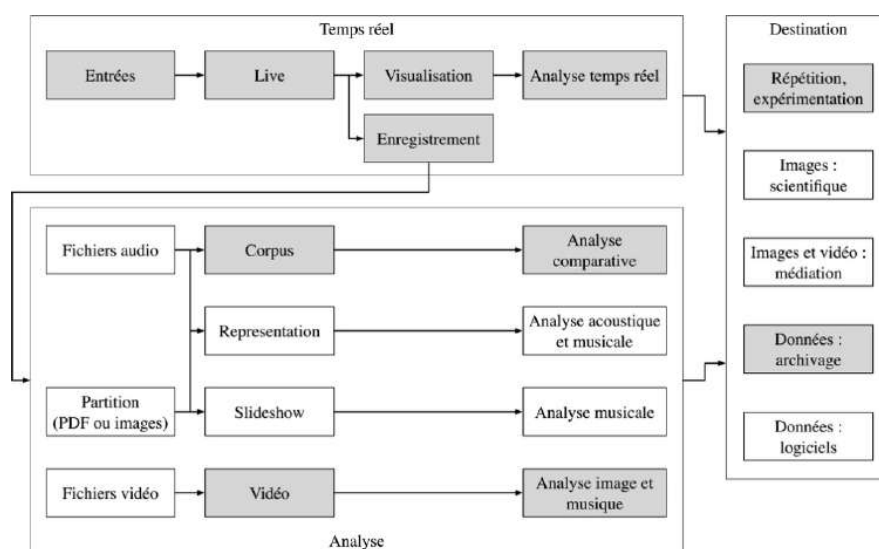 Temps réel
Entrées
Live
Visualisation
Analyse temps réel
Enregistrement
Fichiers audio
Corpus
Analyse
comparative
Representation
Analyse acoustique
et musicale
Partition
(PDF ou images)
Slideshow
Analyse musicale
Fichiers vidéo
Vidéo
Analyse image et
musique
Analyse
Destination
Répétition,
expérimentation
Images :
scientifique
Images et vidéo :
médiation
Données :
archivage
Données :
logiciels